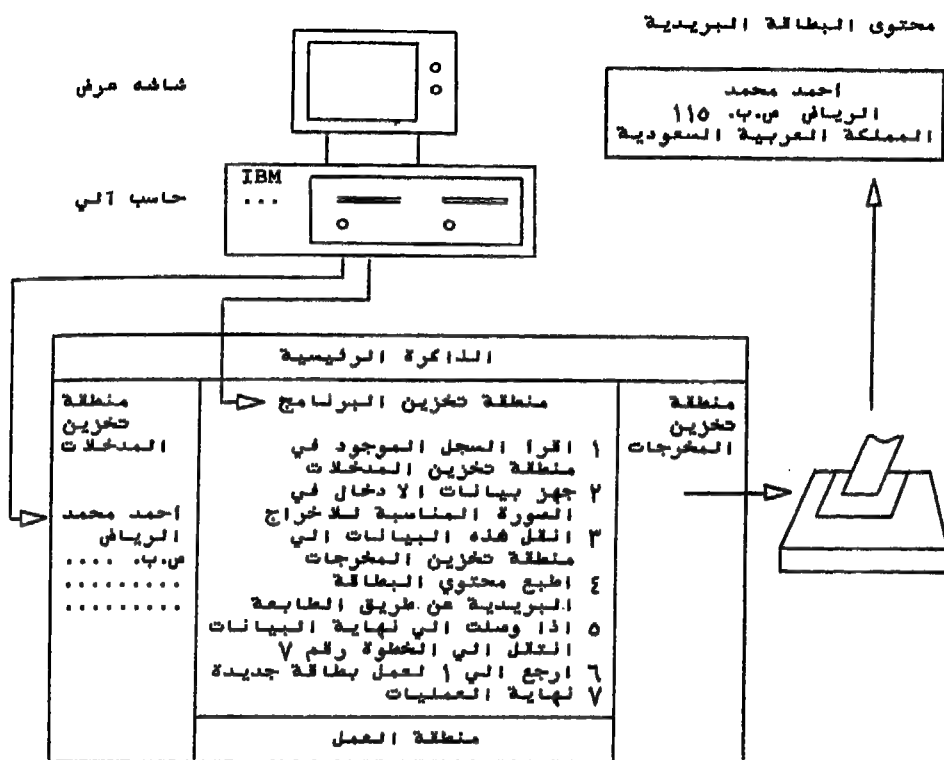 محتوى البطاقة البريدية
أحمد محمد
الرياض ص.ب. ١١٥
المملكة العربية السعودية
شاشه عرض
IBM
...
حاسب آلي
الذاكرة الرئيسية
منطقة
تخزين
المخرجات
منطقة تخزين البرنامج
١ اقرأ السجل الموجود في
منطقة تخزين المدخلات
٢ جهز بيانات الادخال في
الصورة المناسبة للاخراج
٣ انقل هذه البيانات الي
منطقة تخزين المخرجات
٤ اطبع محتوي البطاقة
البريدية عن طريق الطابعة
٥ اذا وصلت الي نهاية البيانات
انتقل الي الخطوة رقم ٧
٦ ارجع الي ١ لعمل بطاقة جديدة
٧ نهاية العمليات
منطقة
تخزين
المدخلات
أحمد محمد
الرياض
ص.ب. ....
.........
.........
منطقة العمل